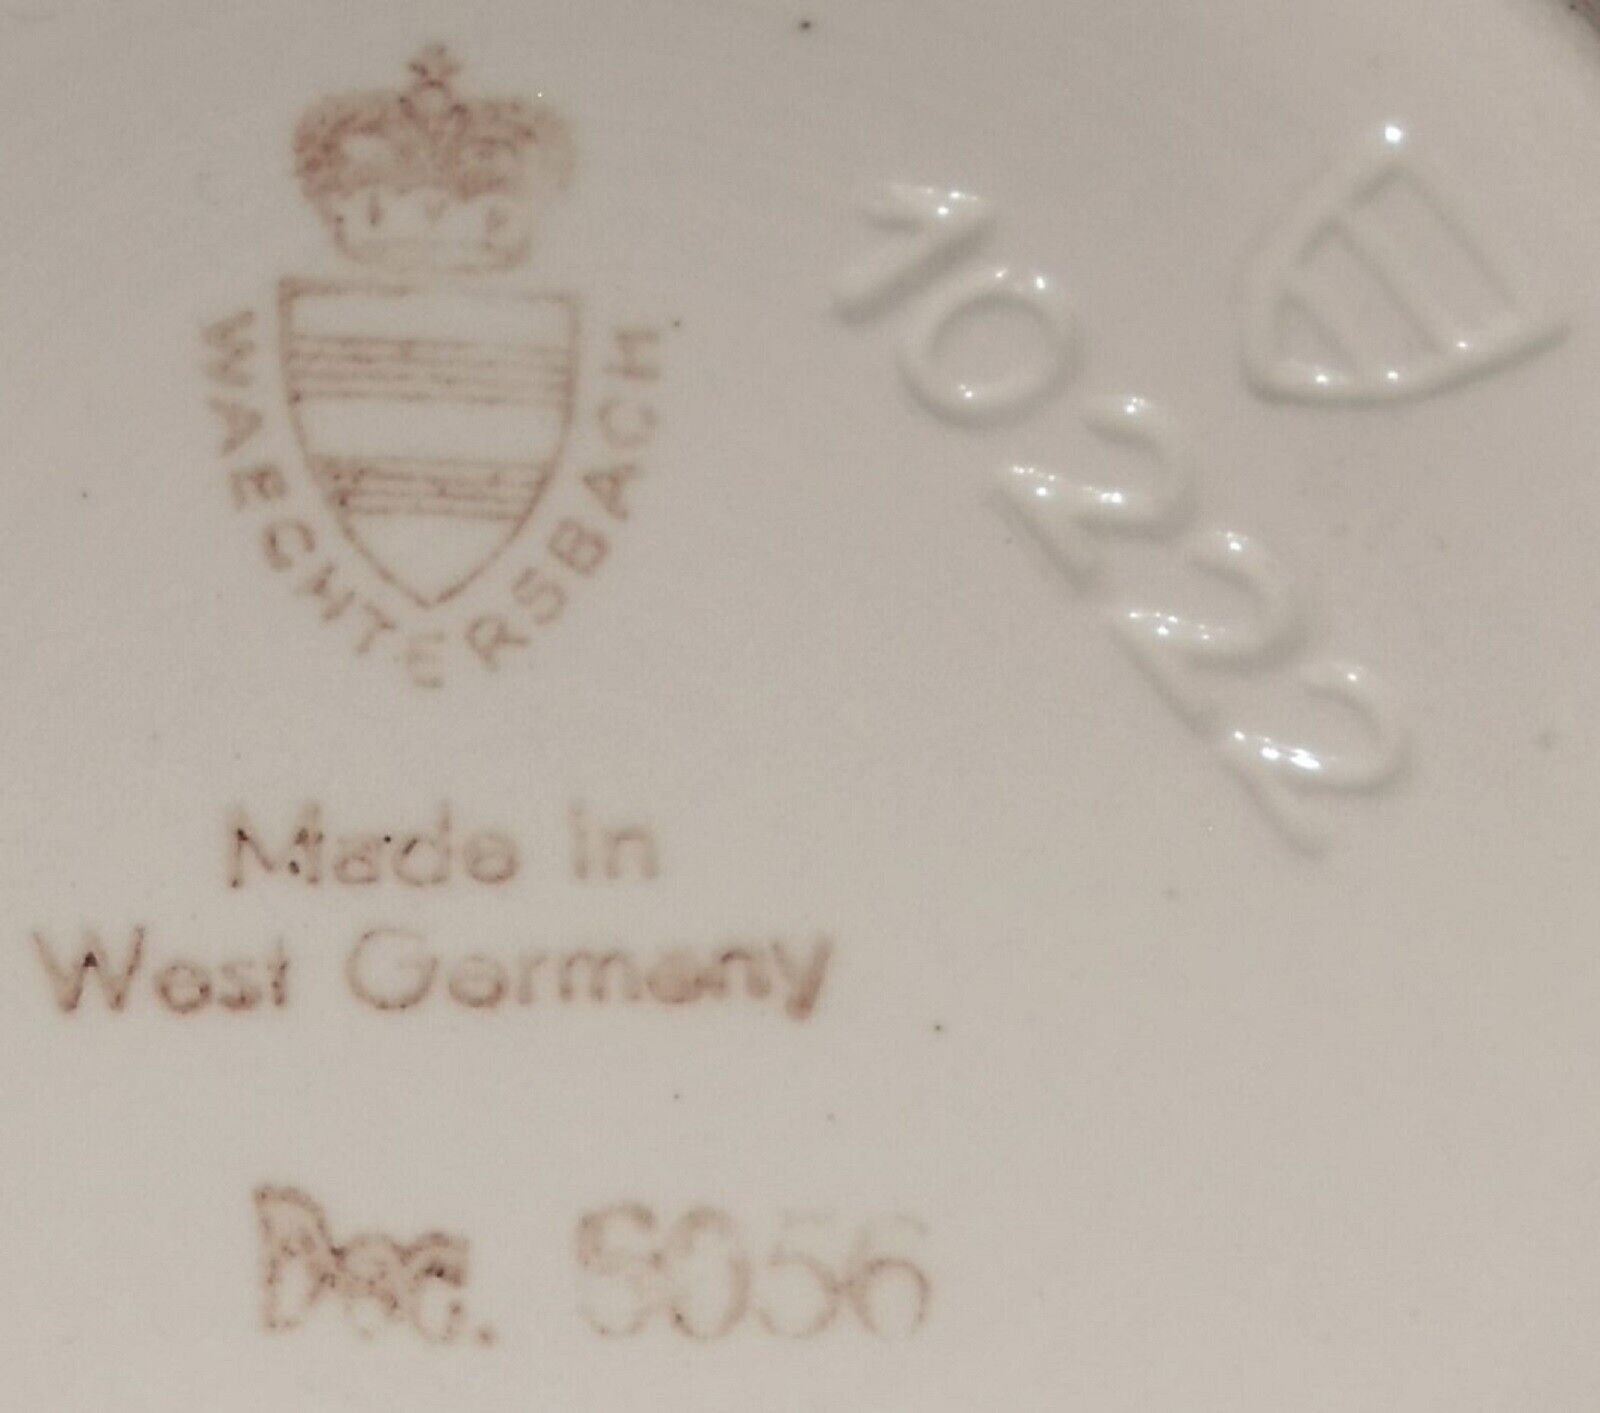 WAECHTERSBACH
Made in
West Germany
Dec. 5056
10222